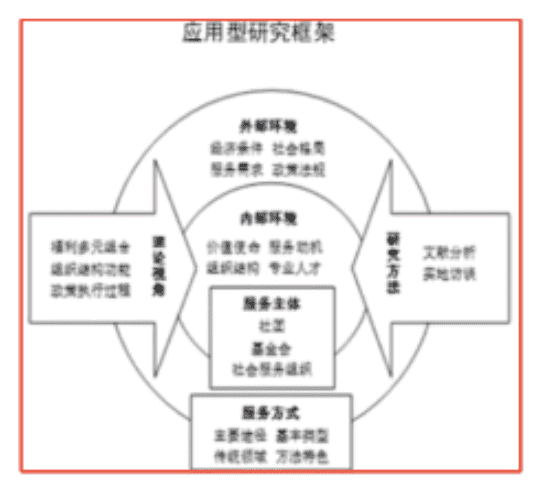 应用型研究框架
外部环境
经济条件 社会格局
服务需求 政策法规
内部环境
价值使命 服务动机
组织结构 专业人才
理论视角
福利多元组合
组织结构功能
政策执行过程
研究方法
文献分析
实地访谈
服务主体
社团
基金会
社会服务组织
服务方式
主要途径 基本类型
传统领域 方法特色